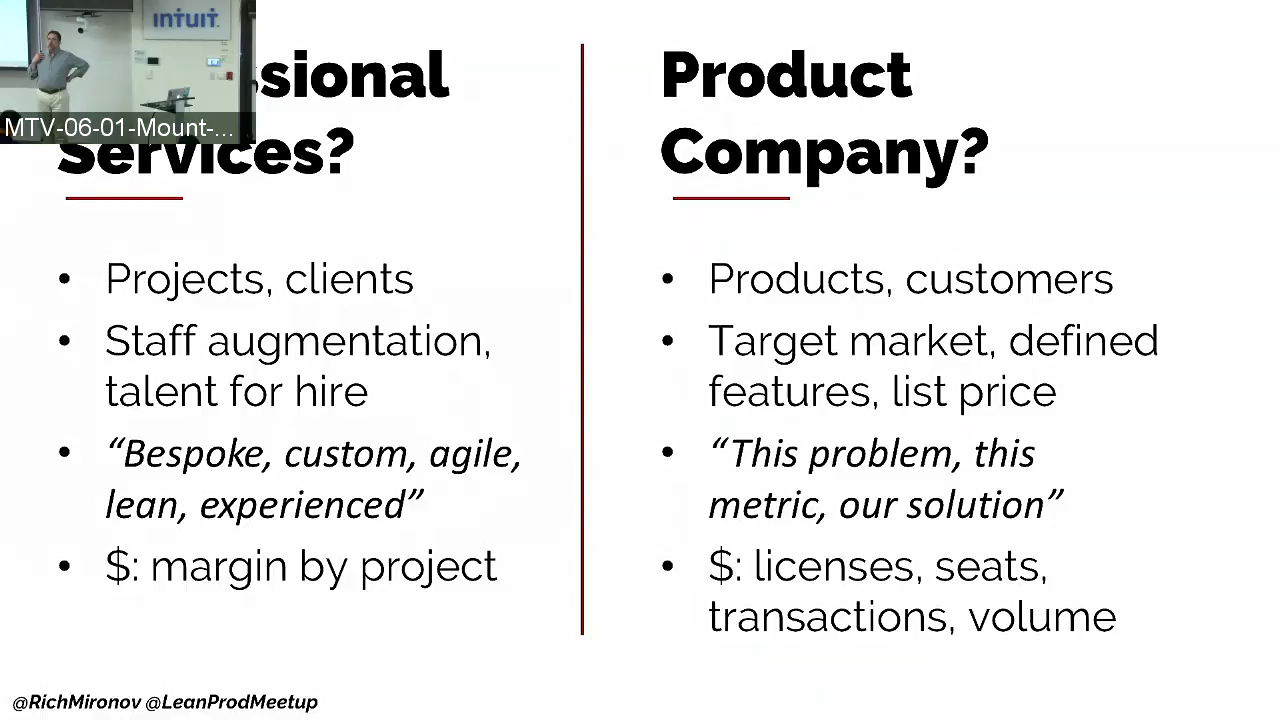 intuit.
MTV-06-01-Mount-...
sional
Services?
Projects, clients
Staff augmentation,
talent for hire
“Bespoke, custom, agile,
lean, experienced”
$: margin by project
Product
Company?
Products, customers
Target market, defined
features, list price
“This problem, this
metric, our solution”
$: licenses, seats,
transactions, volume
@RichMironov @LeanProdMeetup